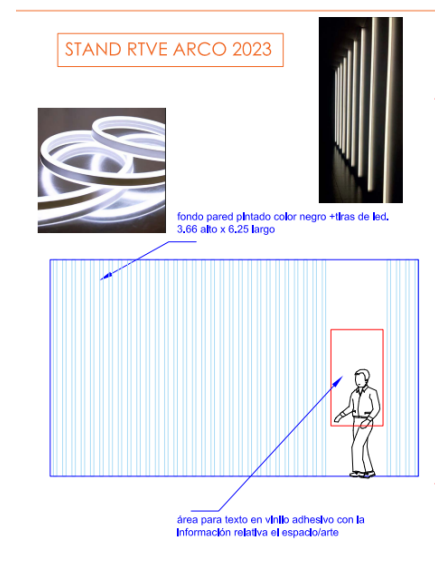 STAND RTVE ARCO 2023
fondo pared pintado color negro +tiras de led.
3.66 alto x 6.25 largo
área para texto en vinilo adhesivo con la
información relativa el espacio/arte